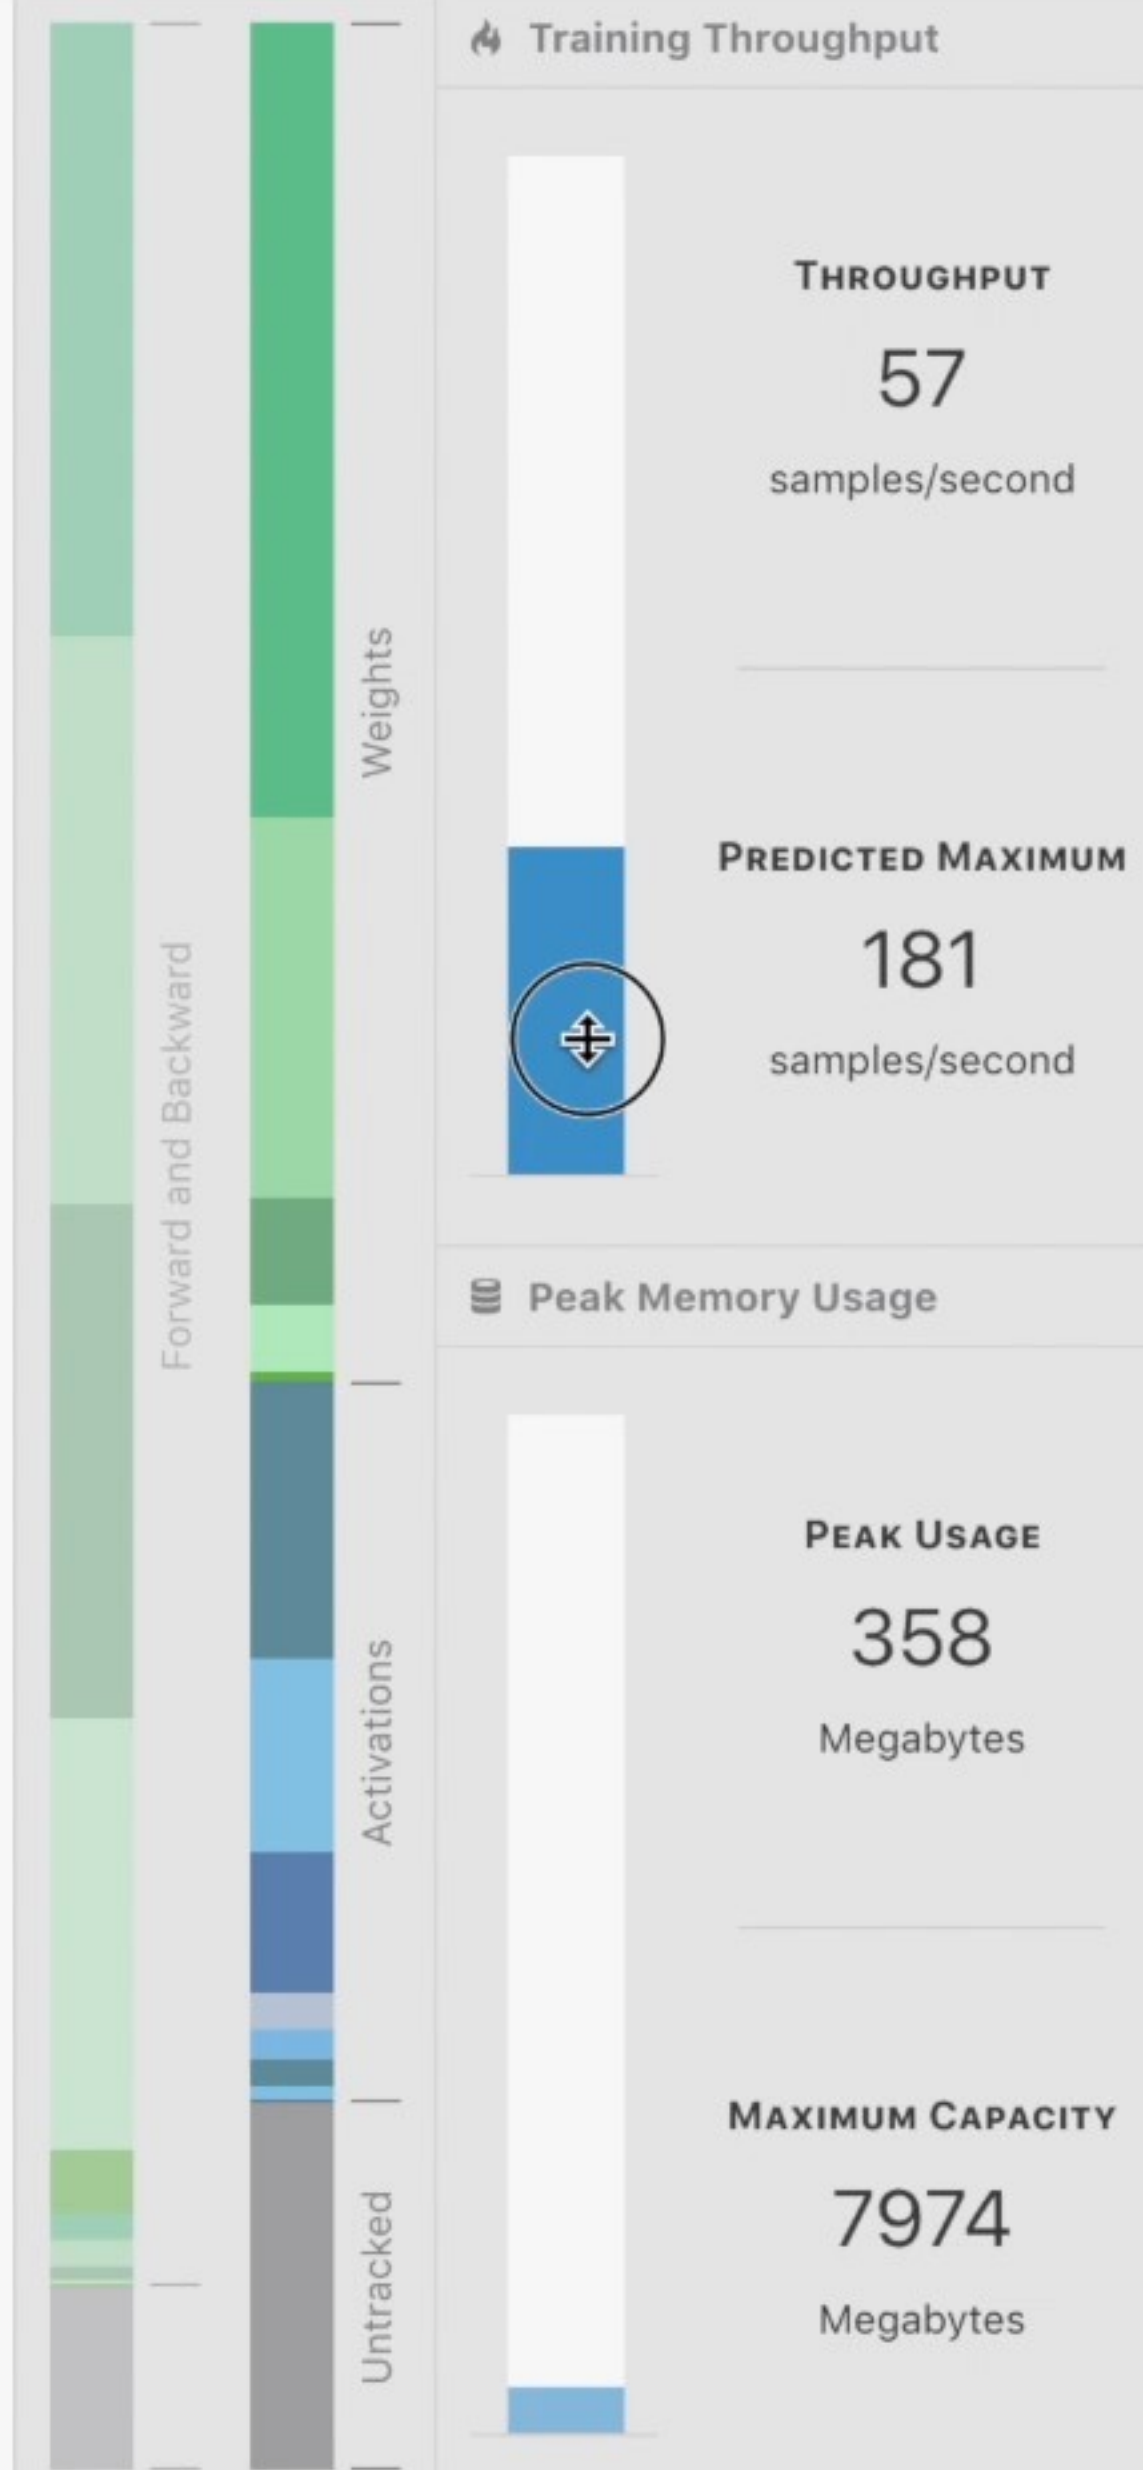 Forward and Backward
Weights
Activations
Untracked
Training Throughput
THROUGHPUT
57
samples/second
PREDICTED MAXIMUM
181
samples/second
Peak Memory Usage
PEAK USAGE
358
Megabytes
MAXIMUM CAPACITY
7974
Megabytes